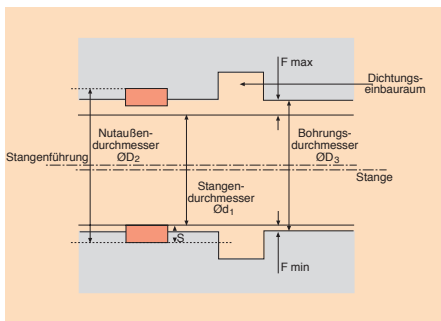 F max
Dichtungs-
einbauraum
Nutaußen-
durchmesser
ØD2
Bohrungs-
durchmesser
ØD3
Stangenführung
Stange
Stangen-
durchmesser
Ød1
S
F min